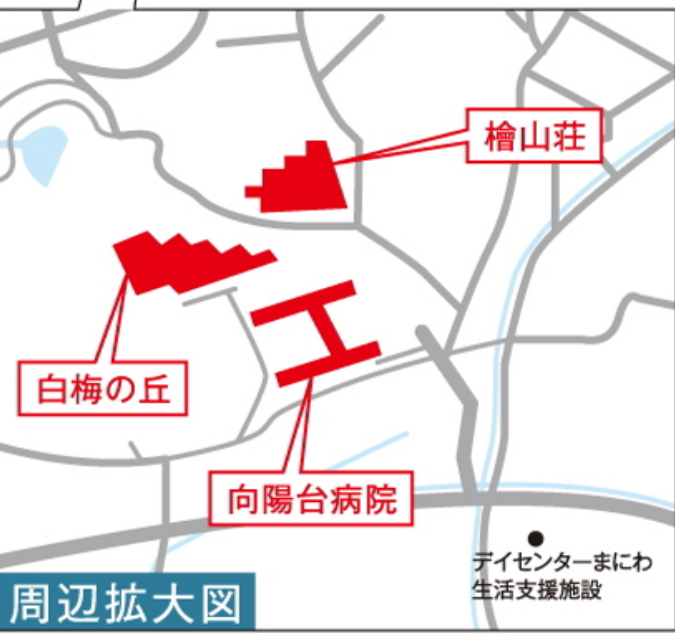 檜山荘
白梅の丘
向陽台病院
デイセンターまにわ
生活支援施設
周辺拡大図